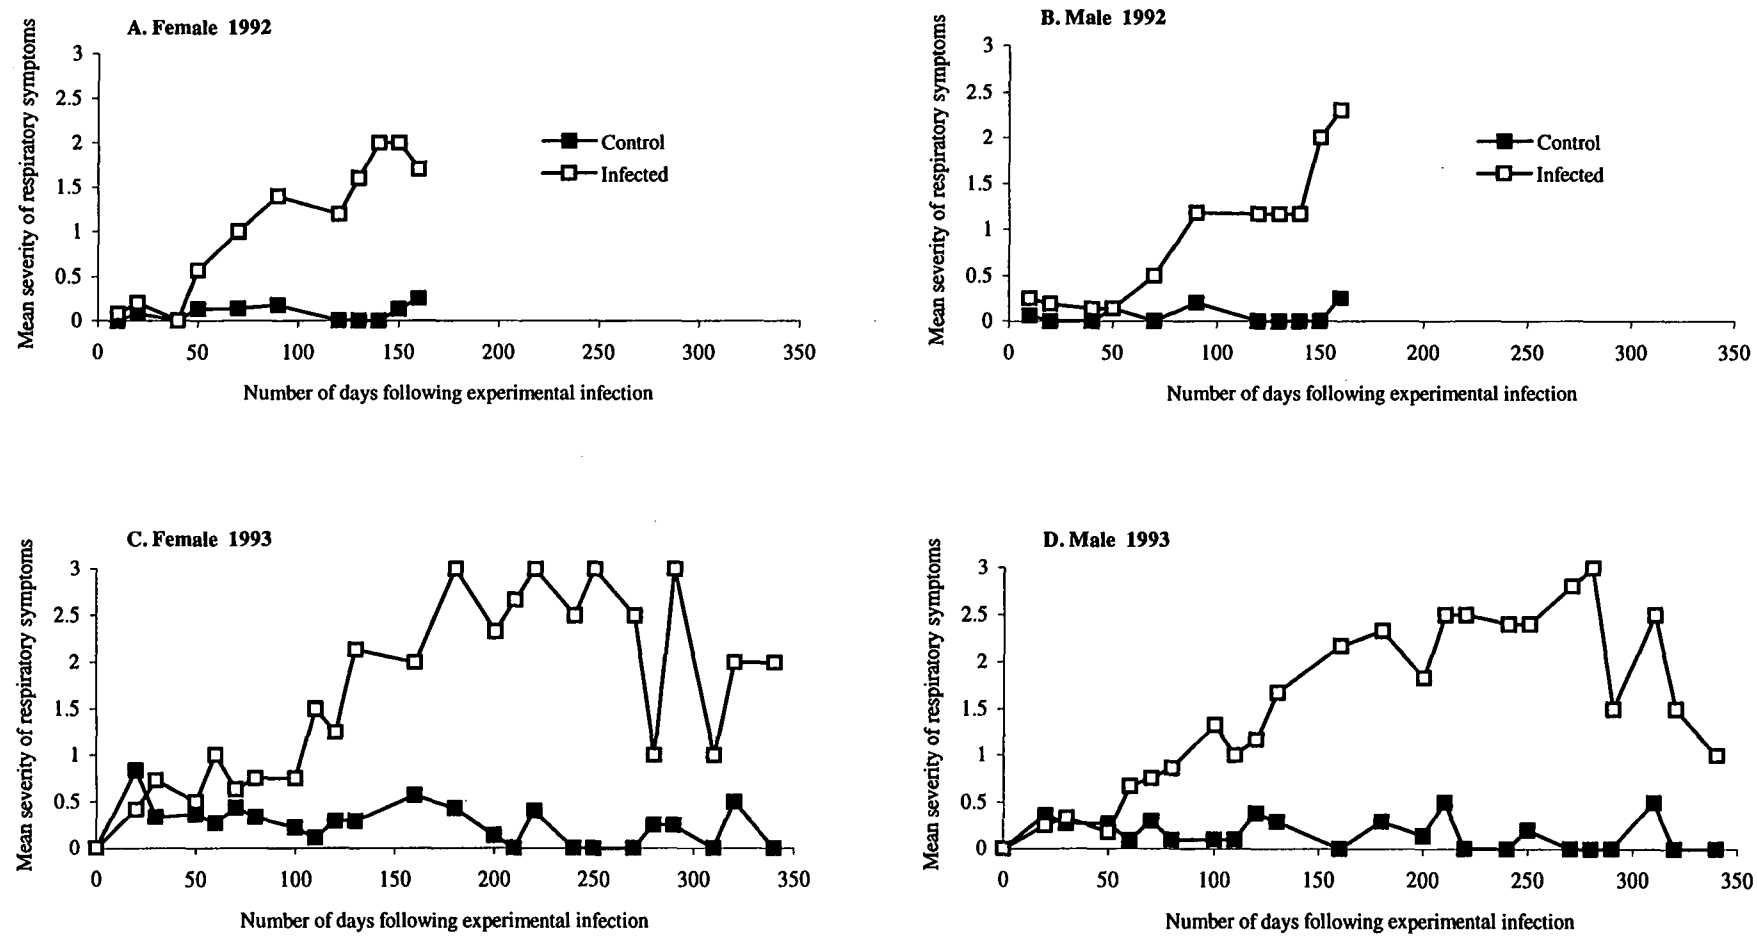 A. Female 1992
Mean severity of respiratory symptoms
3
2.5
2
1.5
1
0.5
0
0 50 100 150 200 250 300 350
Number of days following experimental infection
Control
Infected
B. Male 1992
Mean severity of respiratory symptoms
3
2.5
2
1.5
1
0.5
0
0 50 100 150 200 250 300 350
Number of days following experimental infection
Control
Infected
C. Female 1993
Mean severity of respiratory symptoms
3
2.5
2
1.5
1
0.5
0
0 50 100 150 200 250 300 350
Number of days following experimental infection
D. Male 1993
Mean severity of respiratory symptoms
3
2.5
2
1.5
1
0.5
0
0 50 100 150 200 250 300 350
Number of days following experimental infection